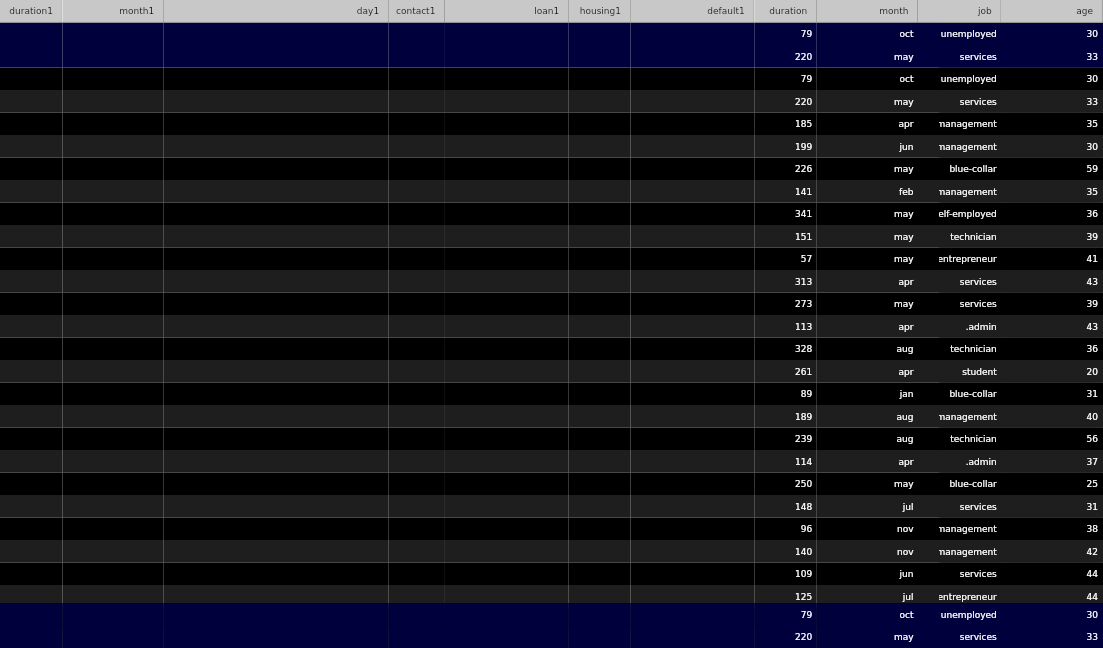 duration1 month1 day1 contact1 loan1 housing1 default1 duration month job age
79 oct unemployed 30
220 may services 33
79 oct unemployed 30
220 may services 33
185 apr management 35
199 jun management 30
226 may blue-collar 59
141 feb management 35
341 may elf-employed 36
151 may technician 39
57 may entrepreneur 41
313 apr services 43
273 may services 39
113 apr .admin 43
328 aug technician 36
261 apr student 20
89 jan blue-collar 31
189 aug management 40
239 aug technician 56
114 apr .admin 37
250 may blue-collar 25
148 jul services 31
96 nov management 38
140 nov management 42
109 jun services 44
125 jul entrepreneur 44
79 oct unemployed 30
220 may services 33